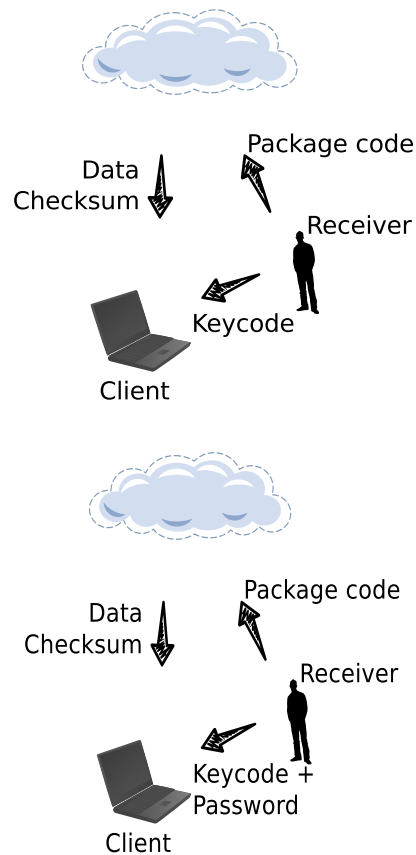 Package code
Data
Checksum
Receiver
Keycode
Client
Package code
Data
Checksum
Receiver
Keycode +
Password
Client